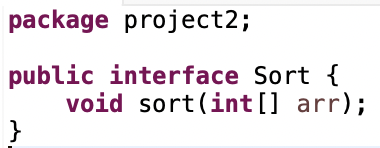 package project2;
public interface Sort {
    void sort(int[] arr);
}